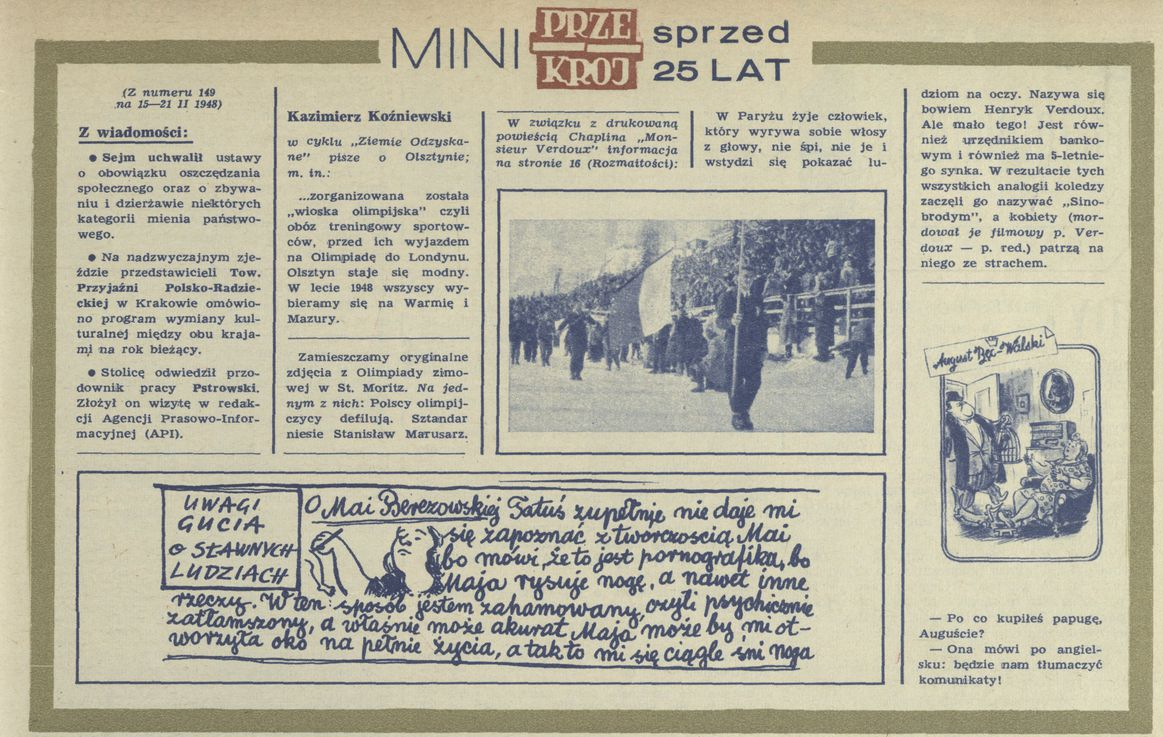 MINI PRZEKRÓJ sprzed
25 LAT
(Z numeru 149
na 15—21 II 1948)
Z wiadomości:
● Sejm uchwalił ustawy
o obowiązku oszczędzania
społecznego oraz o zbywa-
niu i dzierżawie niektórych
kategorii mienia państwo-
wego.
● Na nadzwyczajnym zje-
ździe przedstawicieli Tow.
Przyjaźni Polsko-Radzie-
ckiej w Krakowie omówio-
no program wymiany kul-
turalnej między obu kraja-
mi na rok bieżący.
● Stolicę odwiedził przo-
downik pracy Pstrowski.
Złożył on wizytę w redak-
cji Agencji Prasowo-Infor-
macyjnej (API).
Kazimierz Koźniewski
w cyklu „Ziemie Odzyska-
ne” pisze o Olsztynie;
m. in.:
...zorganizowana została
„wioska olimpijska” czyli
obóz treningowy sportow-
ców, przed ich wyjazdem
na Olimpiadę do Londynu.
Olsztyn staje się modny.
W lecie 1948 wszyscy wy-
bieramy się na Warmię i
Mazury.
Zamieszczamy oryginalne
zdjęcia z Olimpiady zimo-
wej w St. Moritz. Na jed-
nym z nich: Polscy olimpij-
czycy defilują. Sztandar
niesie Stanisław Marusarz.
W związku z drukowaną
powieścią Chaplina „Mon-
sieur Verdoux” informacja
na stronie 16 (Rozmaitości):
W Paryżu żyje człowiek,
który wyrywa sobie włosy
z głowy, nie śpi, nie je i
wstydzi się pokazać lu-
dziom na oczy. Nazywa się
bowiem Henryk Verdoux.
Ale mało tego! Jest rów-
nież urzędnikiem banko-
wym i również ma 5-letnie-
go synka. W rezultacie tych
wszystkich analogii koledzy
zaczęli go nazywać „Sino-
brodym”, a kobiety (mor-
dował je filmowy p. Ver-
doux — p. red.) patrzą na
niego ze strachem.
August Bęc-Walski
— Po co kupiłeś papugę,
Auguście?
— Ona mówi po angiel-
sku: będzie nam tłumaczyć
komunikaty!
UWAGI
GUCIA
o SŁAWNYCH
LUDZIACH
O Mai Berezowskiej Tatuś zupełnie nie daje mi
się zapoznać z twórczością Mai
bo mówi, że to jest pornografika, bo
Maja rysuje nogę, a nawet inne
rzeczy. W ten sposób jestem zahamowany czyli psychicznie
zatłamszony, a właśnie może akurat Maja może by mi ot-
worzyła oko na pełnię życia, a tak to mi się ciągle śni noga